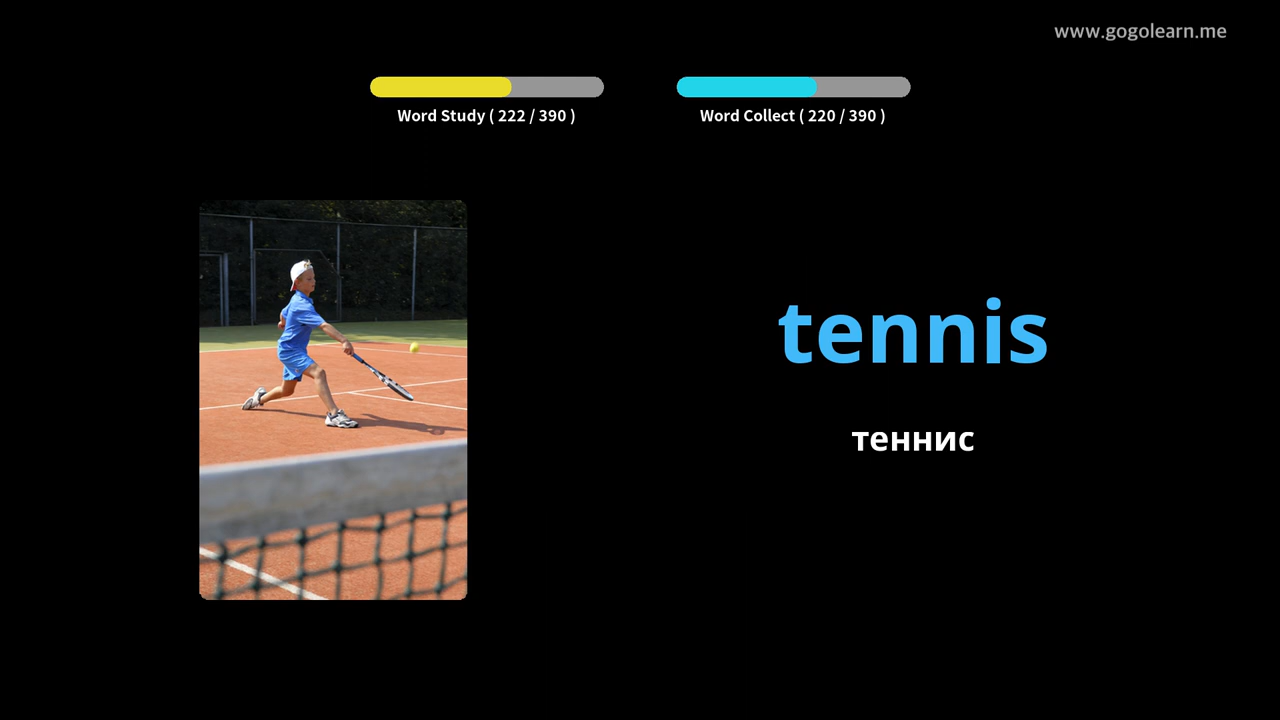 www.gogolearn.me
Word Study ( 222 / 390 )
Word Collect ( 220 / 390 )
tennis
теннис